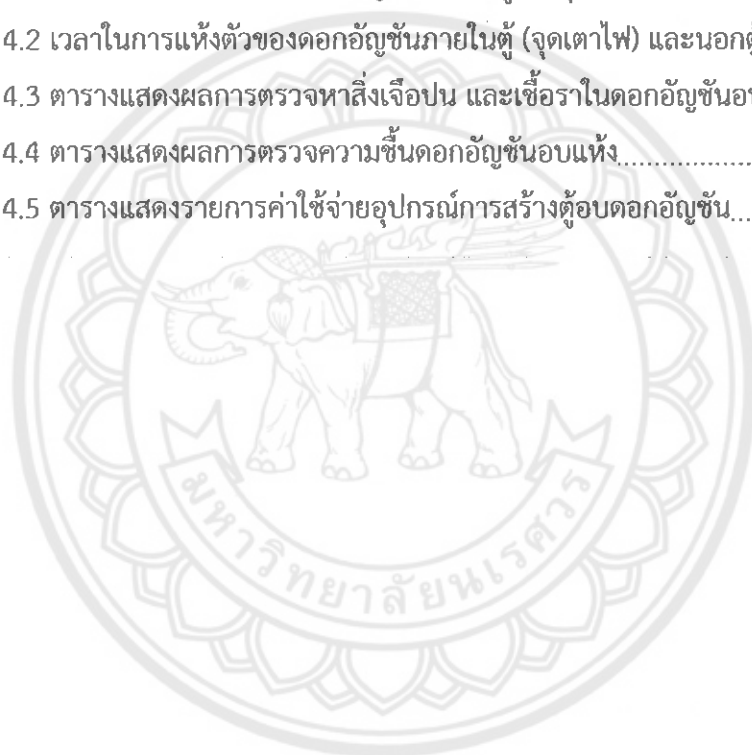 4.2 เวลาในการแห้งตัวของดอกอัญชันภายในตู้ (จุดเตาไฟ) และนอกตู้
4.3 ตารางแสดงผลการตรวจหาสิ่งเจือปน และเชื้อราในดอกอัญชันอบ
4.4 ตารางแสดงผลการตรวจความชื้นดอกอัญชันอบแห้ง
4.5 ตารางแสดงรายการค่าใช้จ่ายอุปกรณ์การสร้างตู้อบดอกอัญชัน
มหาวิทยาลัยนเรศวร